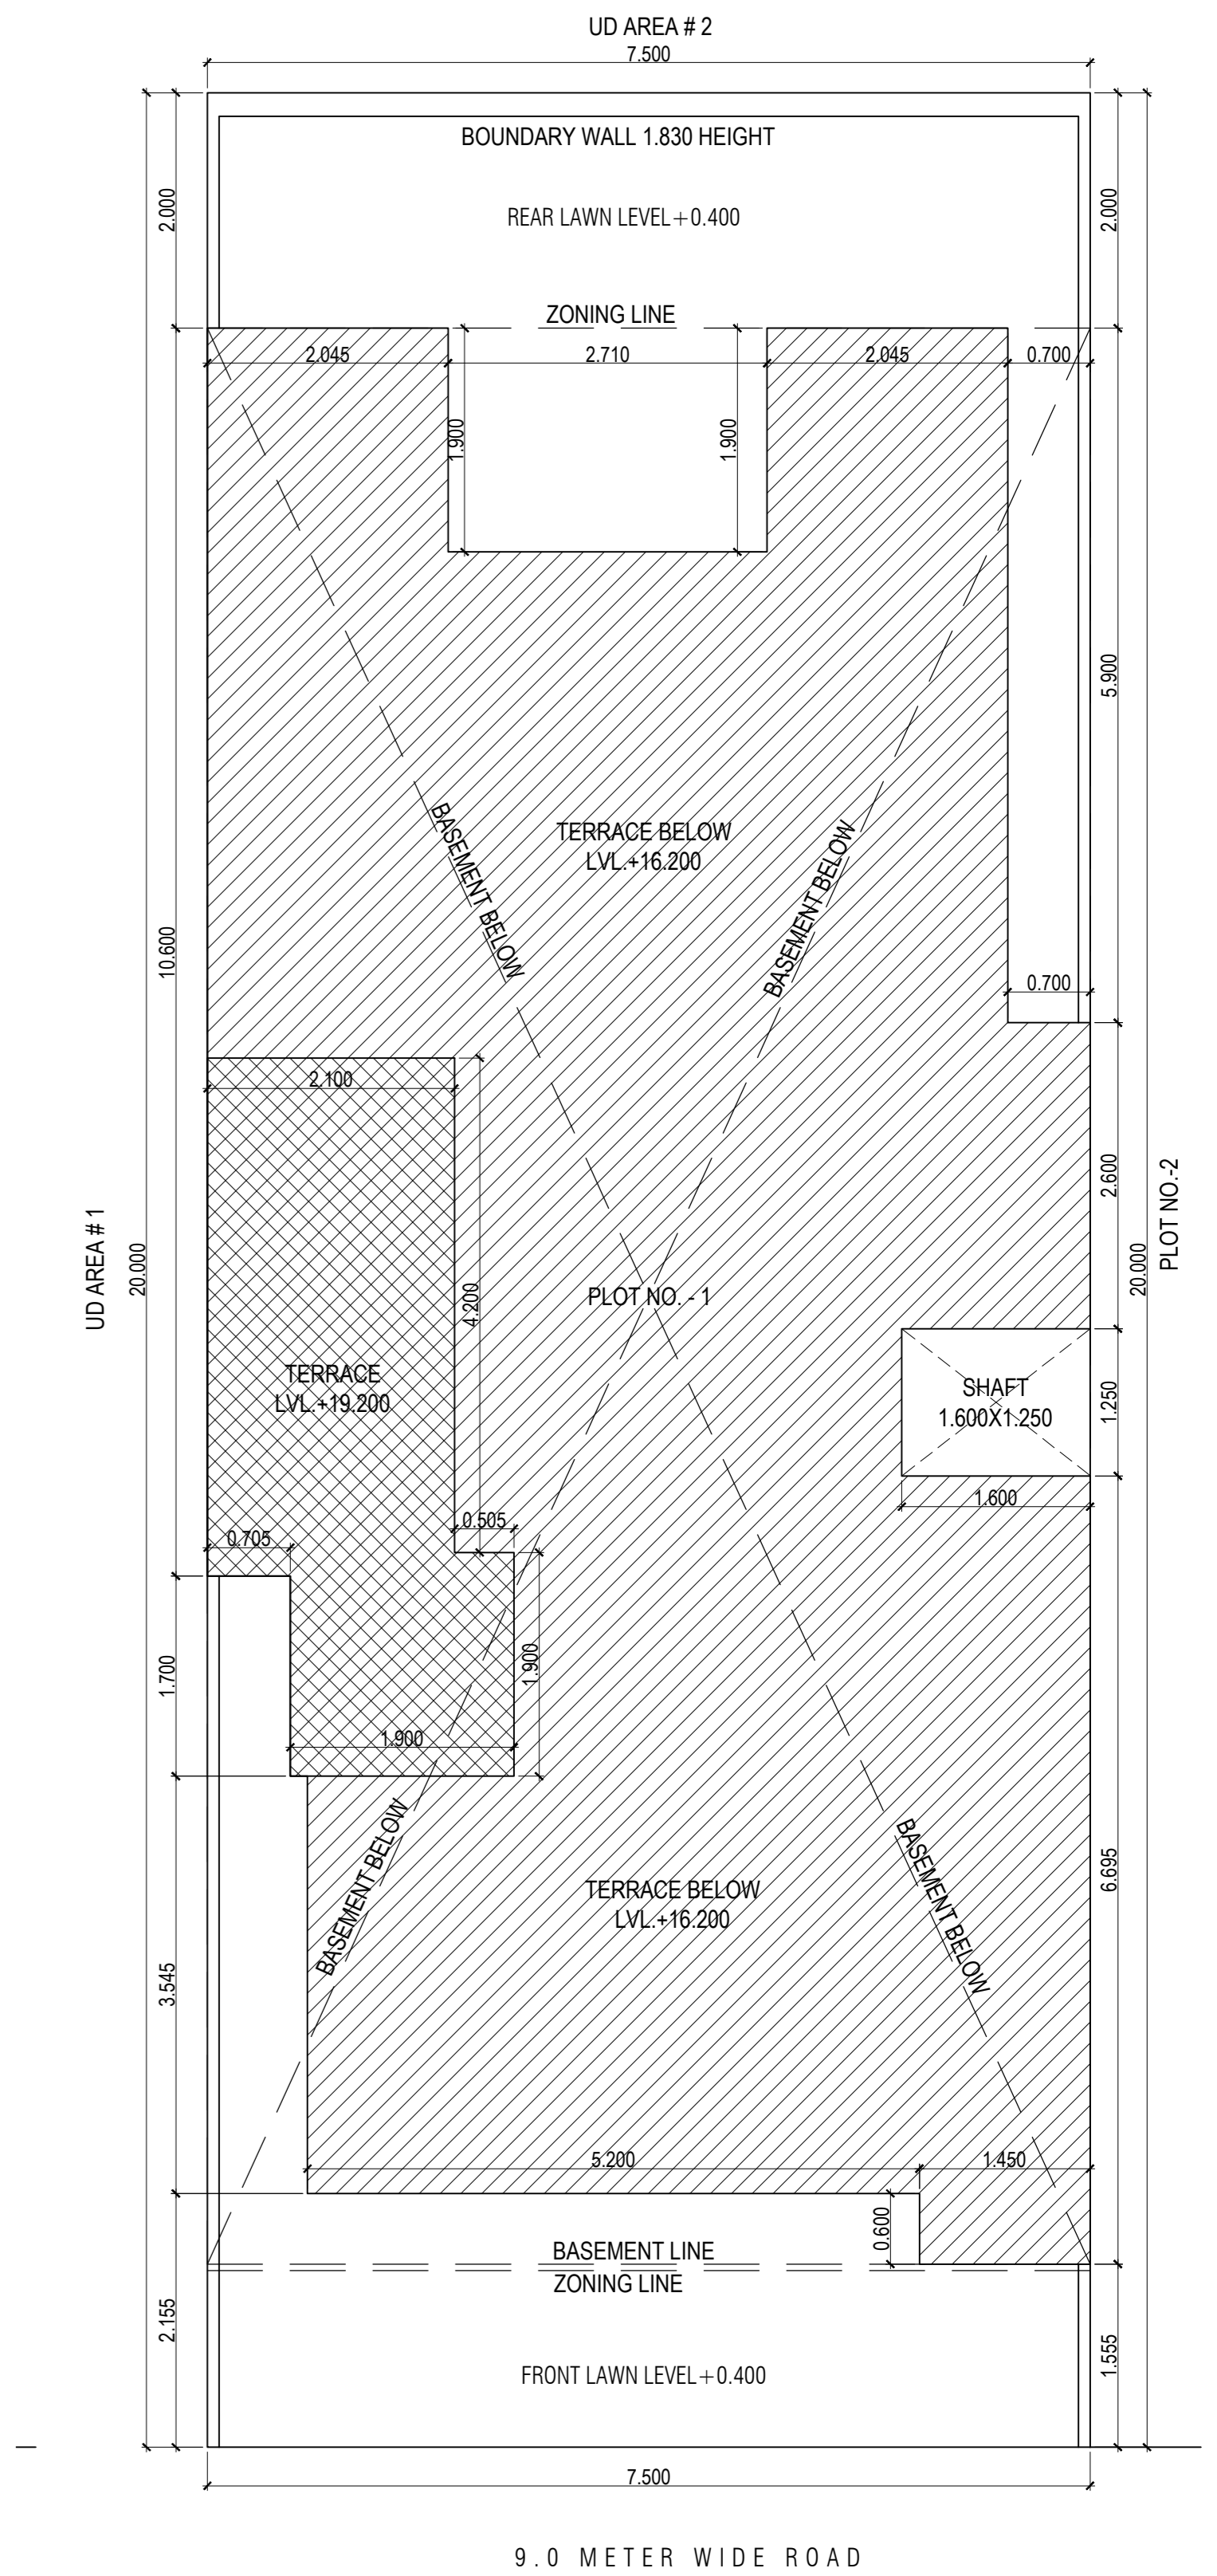 UD AREA # 2
7.500
BOUNDARY WALL 1.830 HEIGHT
2.000
2.000
REAR LAWN LEVEL+0.400
ZONING LINE
2.045
2.710
2.045
0.700
1.900
1.900
5.900
TERRACE BELOW
LVL.+16.200
BASEMENT BELOW
BASEMENT BELOW
10.600
0.700
2.100
2.600
PLOT NO.-2
UD AREA # 1
20.000
20.000
4.200
PLOT NO. - 1
TERRACE
LVL.+19.200
SHAFT
1.600X1.250
1.250
1.600
0.505
0.705
1.700
1.900
1.900
BASEMENT BELOW
BASEMENT BELOW
6.695
TERRACE BELOW
LVL.+16.200
3.545
5.200
1.450
0.600
BASEMENT LINE
ZONING LINE
2.155
1.555
FRONT LAWN LEVEL+0.400
7.500
9.0 METER WIDE ROAD